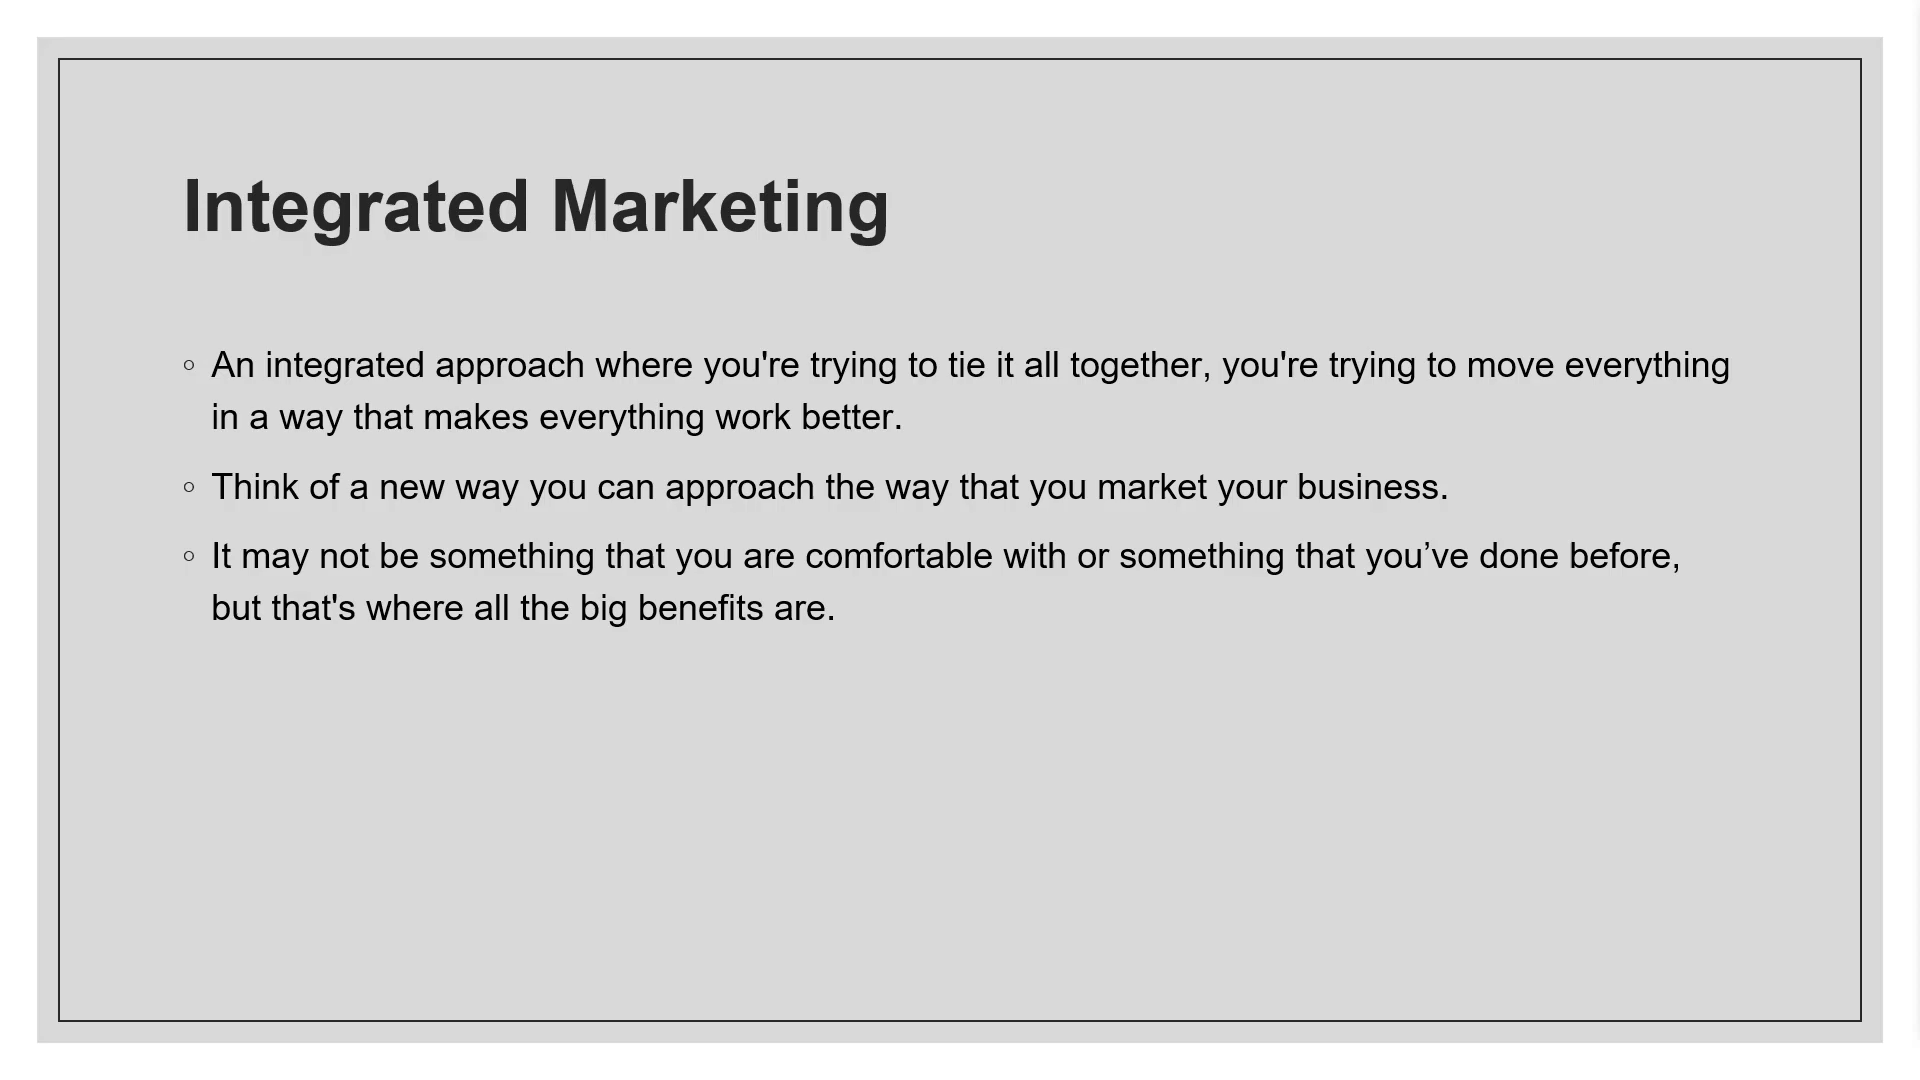 Integrated Marketing
◦ An integrated approach where you're trying to tie it all together, you're trying to move everything
in a way that makes everything work better.
◦ Think of a new way you can approach the way that you market your business.
◦ It may not be something that you are comfortable with or something that you’ve done before,
but that's where all the big benefits are.